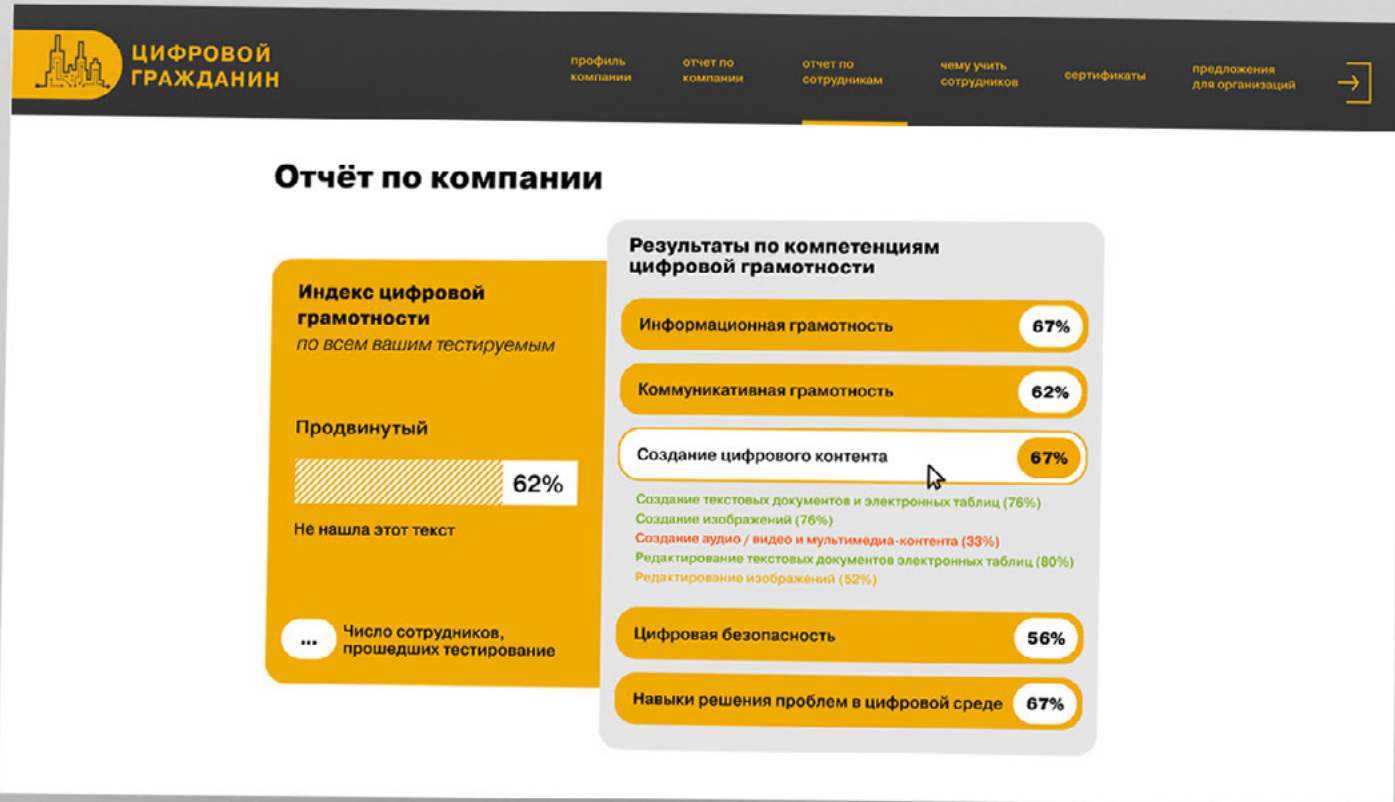 ЦИФРОВОЙ
ГРАЖДАНИН
профиль
компании
отчет по
компании
отчет по
сотрудникам
чему учить
сотрудников
сертификаты
предложения
для организаций
Отчёт по компании
Индекс цифровой
грамотности
по всем вашим тестируемым
Продвинутый
62%
Не нашла этот текст
...
Число сотрудников,
прошедших тестирование
Результаты по компетенциям
цифровой грамотности
Информационная грамотность 67%
Коммуникативная грамотность 62%
Создание цифрового контента 67%
Создание текстовых документов и электронных таблиц (76%)
Создание изображений (76%)
Создание аудио / видео и мультимедиа-контента (33%)
Редактирование текстовых документов электронных таблиц (80%)
Редактирование изображений (52%)
Цифровая безопасность 56%
Навыки решения проблем в цифровой среде 67%